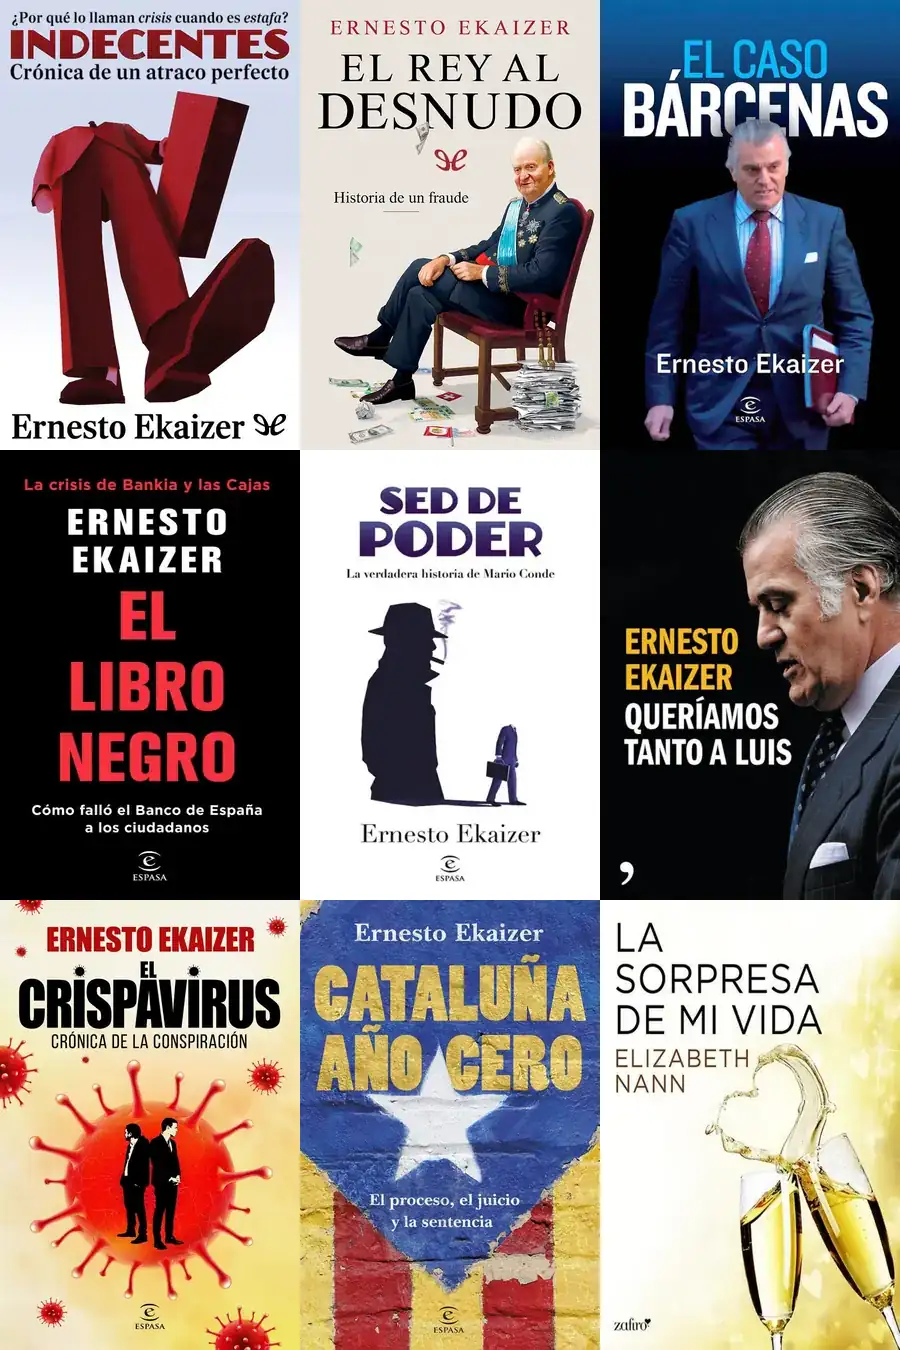 ¿Por qué lo llaman crisis cuando es estafa?
INDECENTES
Crónica de un atraco perfecto
Ernesto Ekaizer
ERNESTO EKAIZER
EL REY AL
DESNUDO
Historia de un fraude
EL CASO
BÁRCENAS
Ernesto Ekaizer
e
ESPASA
La crisis de Bankia y las Cajas
ERNESTO
EKAIZER
EL
LIBRO
NEGRO
Cómo falló el Banco de España
a los ciudadanos
e
ESPASA
SED DE
PODER
La verdadera historia de Mario Conde
Ernesto Ekaizer
e
ESPASA
ERNESTO
EKAIZER
QUERÍAMOS
TANTO A LUIS
ERNESTO EKAIZER
EL
CRISPAVIRUS
CRÓNICA DE LA CONSPIRACIÓN
e
ESPASA
Ernesto Ekaizer
CATALUÑA
AÑO CERO
El proceso, el juicio
y la sentencia
e
ESPASA
LA
SORPRESA
DE MI VIDA
ELIZABETH
NANN
zafiro